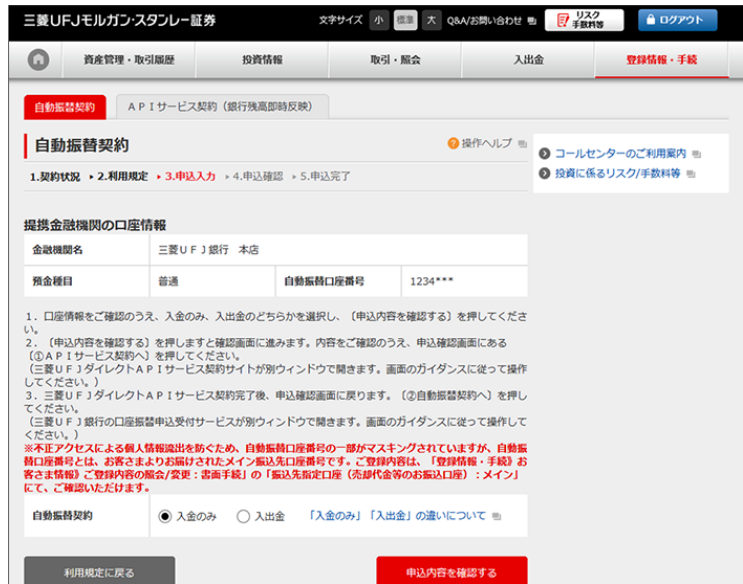 三菱UFJモルガン・スタンレー証券
文字サイズ 小 標準 大 Q&A/お問い合わせ リスク手数料等 ログアウト
資産管理・取引履歴 投資情報 取引・照会 入出金 登録情報・手続
自動振替契約 APIサービス契約（銀行残高即時反映）
自動振替契約 操作ヘルプ
コールセンターのご利用案内
1.契約状況 ▸ 2.利用規定 ▸ 3.申込入力 ▸ 4.申込確認 ▸ 5.申込完了
投資に係るリスク/手数料等
提携金融機関の口座情報
金融機関名 三菱UFJ銀行 本店
預金種目 普通 自動振替口座番号 1234***
1．口座情報をご確認のうえ、入金のみ、入出金のどちらかを選択し、〔申込内容を確認する〕を押してくださ
い。
2．〔申込内容を確認する〕を押しますと確認画面に進みます。内容をご確認のうえ、申込確認画面にある
〔①APIサービス契約へ〕を押してください。
（三菱UFJダイレクトAPIサービス契約サイトが別ウィンドウで開きます。画面のガイダンスに従って操作
してください。）
3．三菱UFJダイレクトAPIサービス契約完了後、申込確認画面に戻ります。〔②自動振替契約へ〕を押し
てください。
（三菱UFJ銀行の口座振替申込受付サービスが別ウィンドウで開きます。画面のガイダンスに従って操作して
ください。）
※不正アクセスによる個人情報流出を防ぐため、自動振替口座番号の一部がマスキングされていますが、自動振
替口座番号とは、お客さまよりお届けされたメイン振込先口座番号です。ご登録内容は、「登録情報・手続》お
客さま情報》ご登録内容の照会/変更：書面手続」の「振込先指定口座（売却代金等のお振込口座）：メイン」
にて、ご確認いただけます。
自動振替契約 入金のみ 入出金 「入金のみ」「入出金」の違いについて
利用規定に戻る 申込内容を確認する